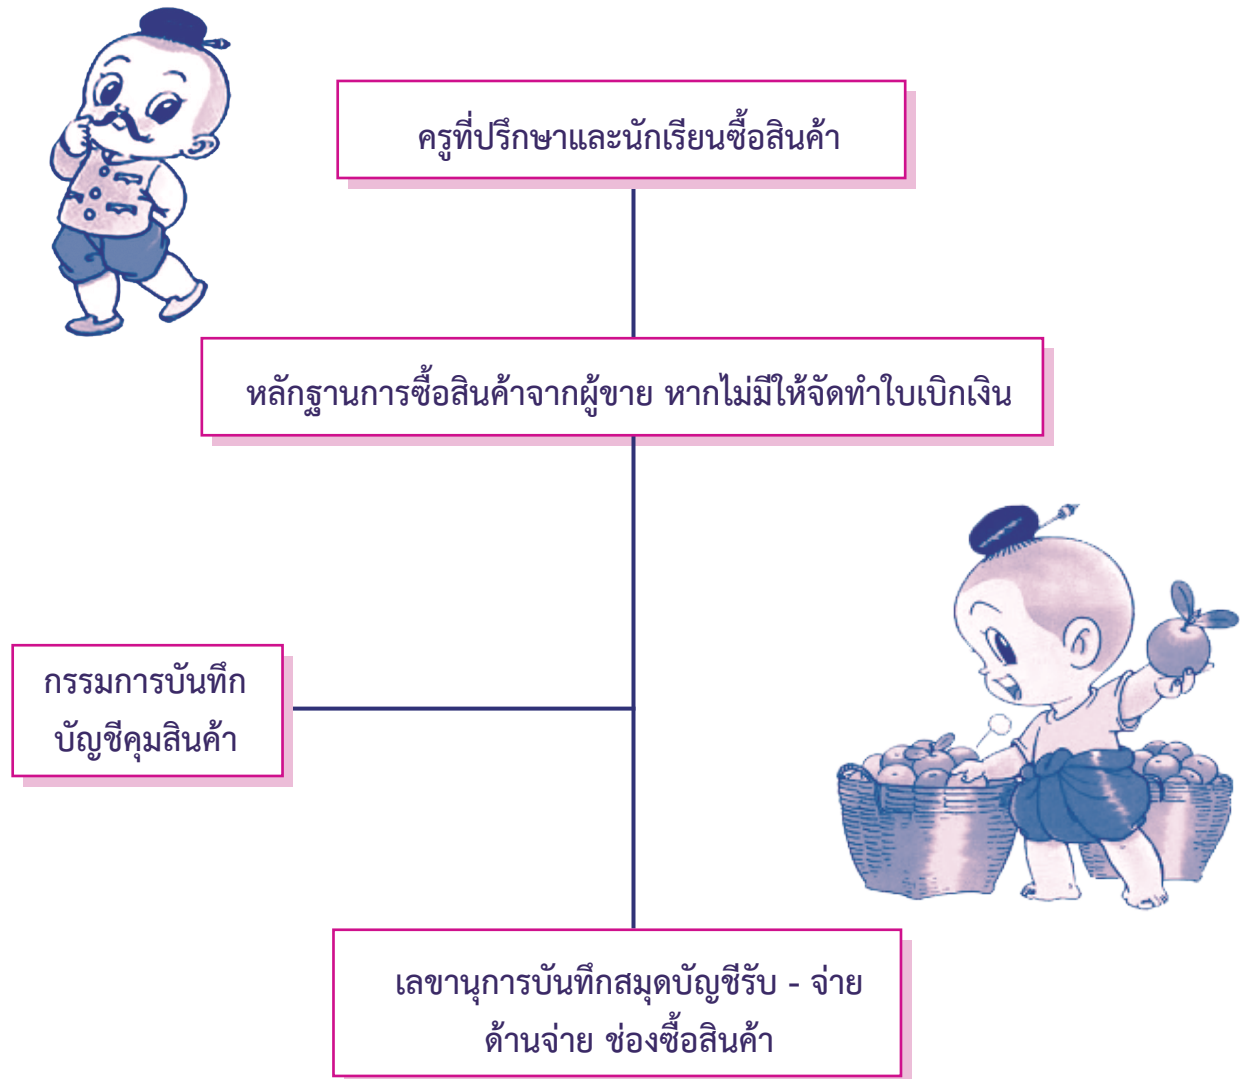 ครูที่ปรึกษาและนักเรียนซื้อสินค้า
หลักฐานการซื้อสินค้าจากผู้ขาย หากไม่มีให้จัดทำใบเบิกเงิน
กรรมการบันทึก
บัญชีคุมสินค้า
เลขานุการบันทึกสมุดบัญชีรับ - จ่าย
ด้านจ่าย ช่องซื้อสินค้า